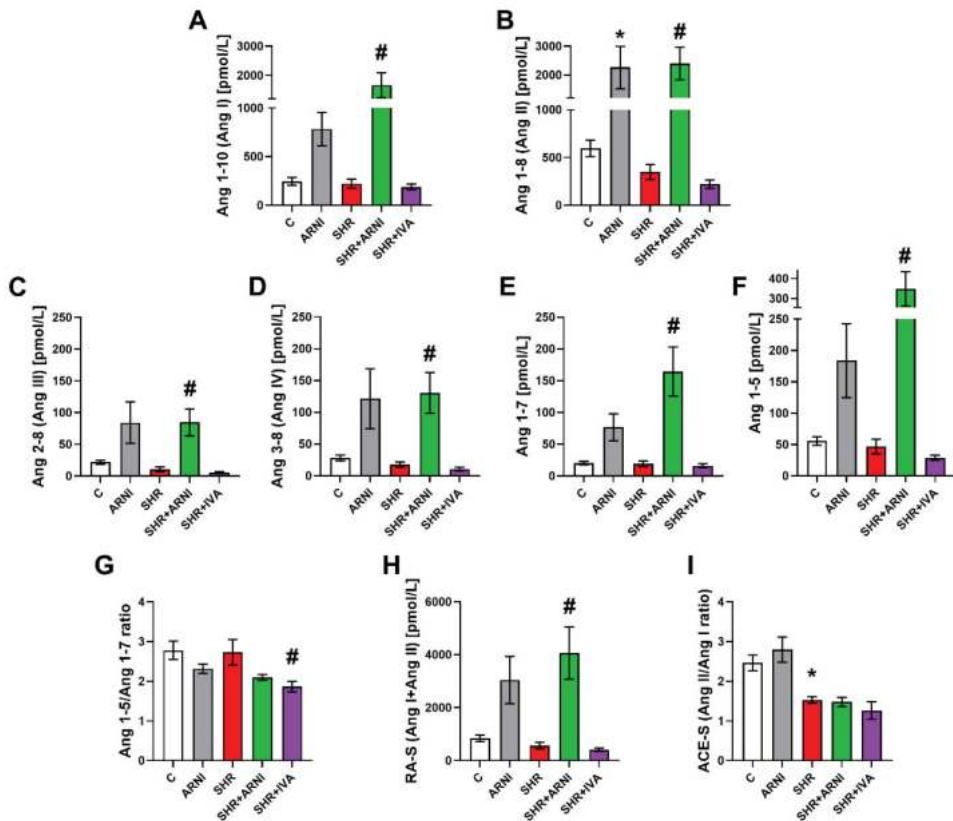 A
Ang 1-10 (Ang I) [pmol/L]
3000
2000
1000
500
0
#
C
ARNI
SHR
SHR+ARNI
SHR+IVA
B
Ang 1-8 (Ang II) [pmol/L]
3000
2000
1000
500
0
*
#
C
ARNI
SHR
SHR+ARNI
SHR+IVA
C
Ang 2-8 (Ang III) [pmol/L]
250
200
150
100
50
0
#
C
ARNI
SHR
SHR+ARNI
SHR+IVA
D
Ang 3-8 (Ang IV) [pmol/L]
250
200
150
100
50
0
#
C
ARNI
SHR
SHR+ARNI
SHR+IVA
E
Ang 1-7 [pmol/L]
250
200
150
100
50
0
#
C
ARNI
SHR
SHR+ARNI
SHR+IVA
F
Ang 1-5 [pmol/L]
400
300
250
200
150
100
50
0
#
C
ARNI
SHR
SHR+ARNI
SHR+IVA
G
Ang 1-5/Ang 1-7 ratio
4
3
2
1
0
#
C
ARNI
SHR
SHR+ARNI
SHR+IVA
H
RA-S (Ang I+Ang II) [pmol/L]
6000
4000
2000
0
#
C
ARNI
SHR
SHR+ARNI
SHR+IVA
I
ACE-S (Ang II/Ang I ratio)
4
3
2
1
0
*
C
ARNI
SHR
SHR+ARNI
SHR+IVA